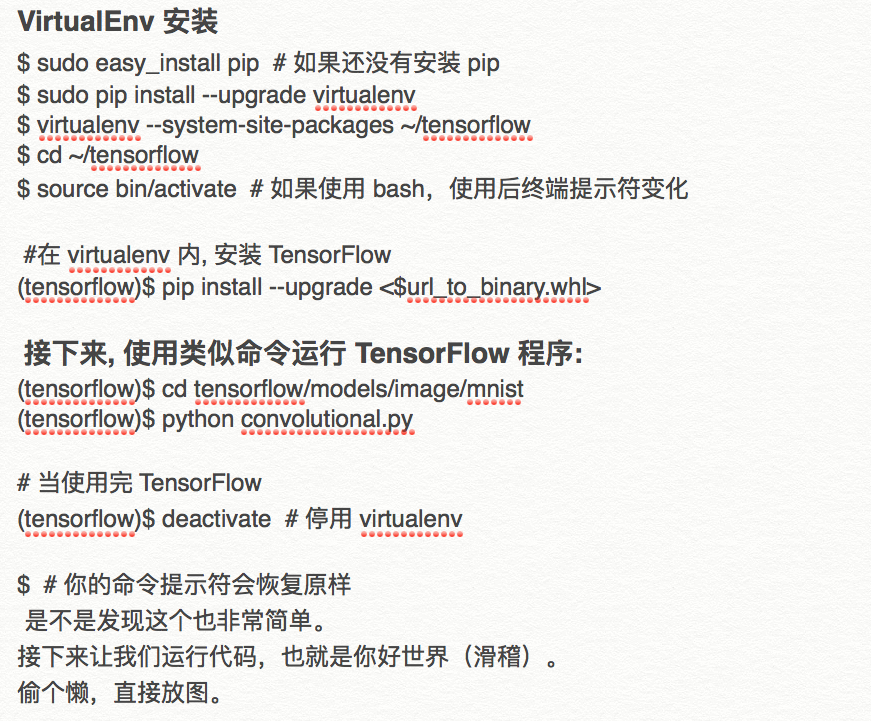 VirtualEnv 安装
$ sudo easy_install pip  # 如果还没有安装 pip
$ sudo pip install --upgrade virtualenv
$ virtualenv --system-site-packages ~/tensorflow
$ cd ~/tensorflow
$ source bin/activate  # 如果使用 bash，使用后终端提示符变化
#在 virtualenv 内, 安装 TensorFlow
(tensorflow)$ pip install --upgrade <$url_to_binary.whl>
接下来, 使用类似命令运行 TensorFlow 程序:
(tensorflow)$ cd tensorflow/models/image/mnist
(tensorflow)$ python convolutional.py
# 当使用完 TensorFlow
(tensorflow)$ deactivate  # 停用 virtualenv
$  # 你的命令提示符会恢复原样
是不是发现这个也非常简单。
接下来让我们运行代码，也就是你好世界（滑稽）。
偷个懒，直接放图。